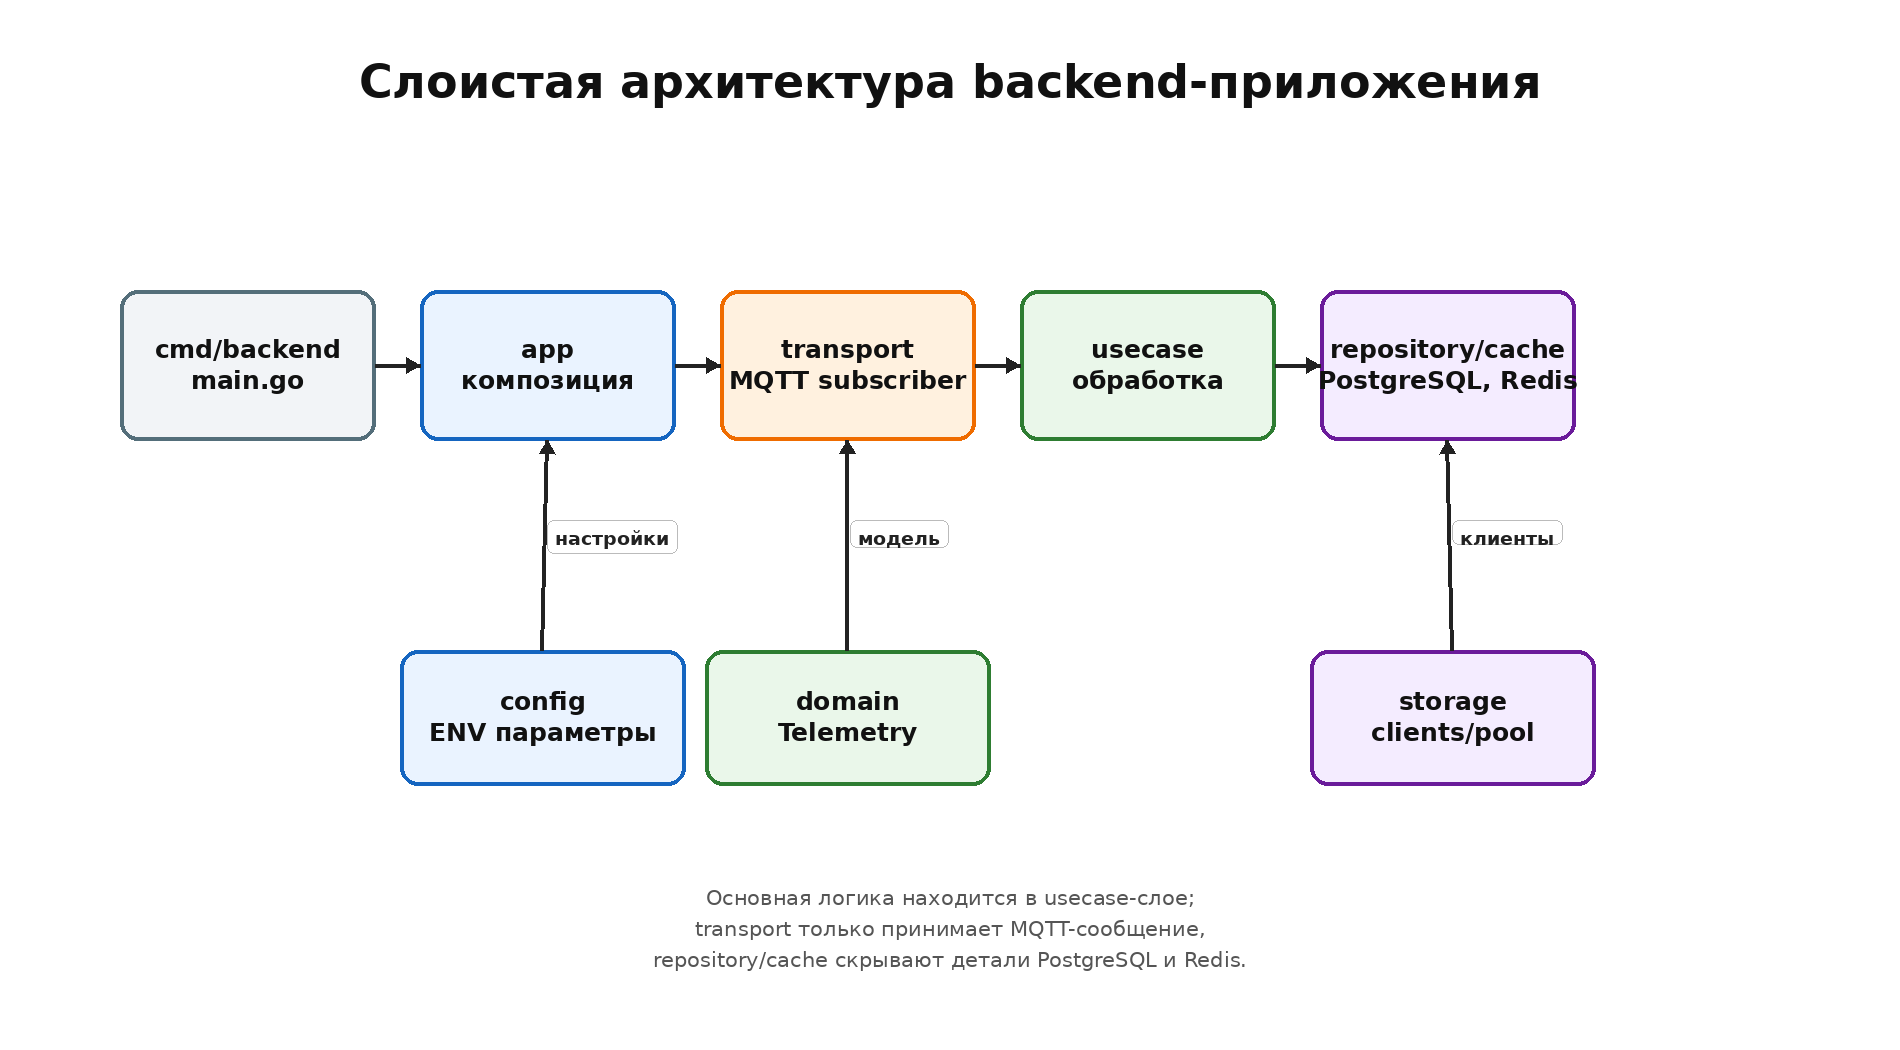 Слоистая архитектура backend-приложения
cmd/backend
main.go
app
композиция
transport
MQTT subscriber
usecase
обработка
repository/cache
PostgreSQL, Redis
настройки
модель
клиенты
config
ENV параметры
domain
Telemetry
storage
clients/pool
Основная логика находится в usecase-слое;
transport только принимает MQTT-сообщение,
repository/cache скрывают детали PostgreSQL и Redis.